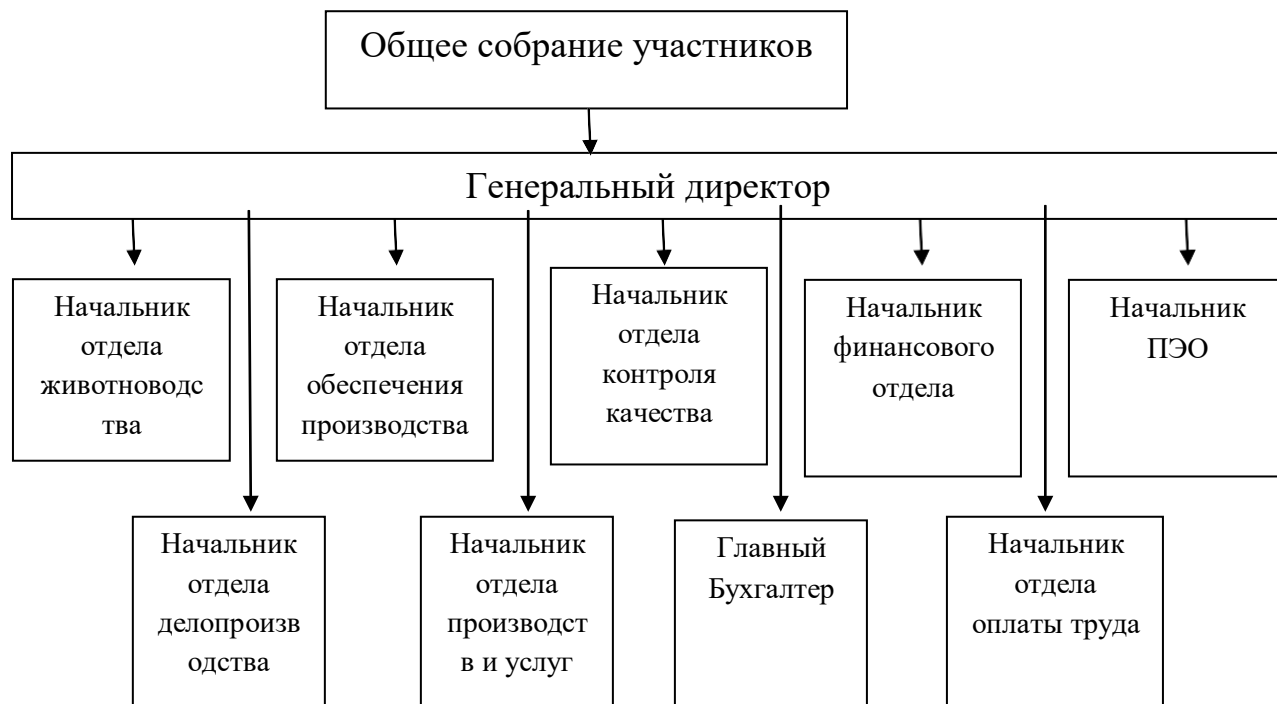 Общее собрание участников
Генеральный директор
Начальник
отдела
животноводс
тва
Начальник
отдела
обеспечения
производства
Начальник
отдела
контроля
качества
Начальник
финансового
отдела
Начальник
ПЭО
Начальник
отдела
делопроизв
одства
Начальник
отдела
производст
в и услуг
Главный
Бухгалтер
Начальник
отдела
оплаты труда